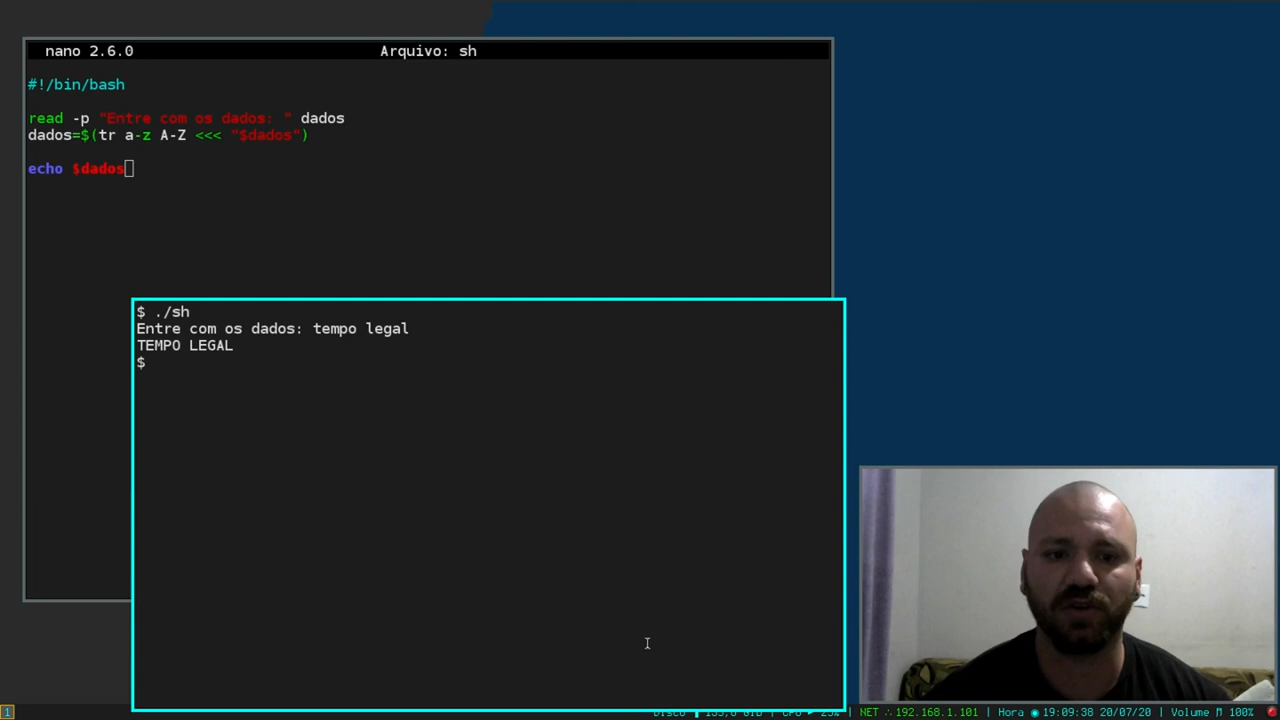 nano 2.6.0 Arquivo: sh
#!/bin/bash
read -p "Entre com os dados: " dados
dados=$(tr a-z A-Z <<< "$dados")
echo $dados
$ ./sh
Entre com os dados: tempo legal
TEMPO LEGAL
$
1
| NET ∴ 192.168.1.101 | Hora ◉ 19:09:38 20/07/20 | Volume 100%